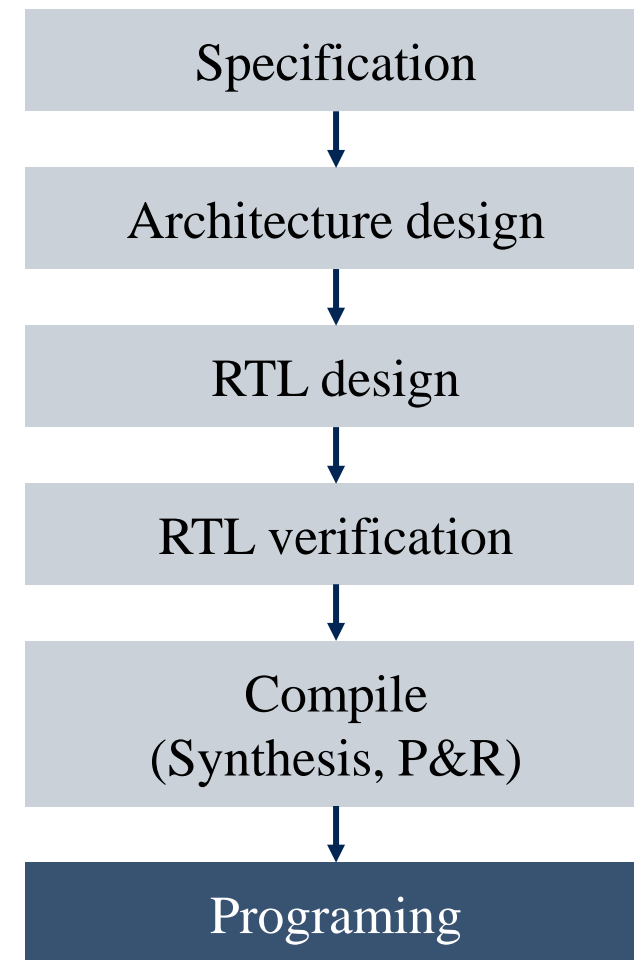 Specification
Architecture design
RTL design
RTL verification
Compile
(Synthesis, P&R)
Programing